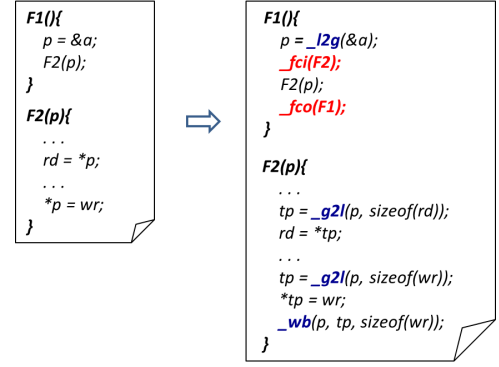 F1(){
p = &a;
F2(p);
}
F2(p){
. . .
rd = *p;
. . .
*p = wr;
}
F1(){
p = _l2g(&a);
_fci(F2);
F2(p);
_fco(F1);
}
F2(p){
. . .
tp = _g2l(p, sizeof(rd));
rd = *tp;
. . .
tp = _g2l(p, sizeof(wr));
*tp = wr;
_wb(p, tp, sizeof(wr));
}